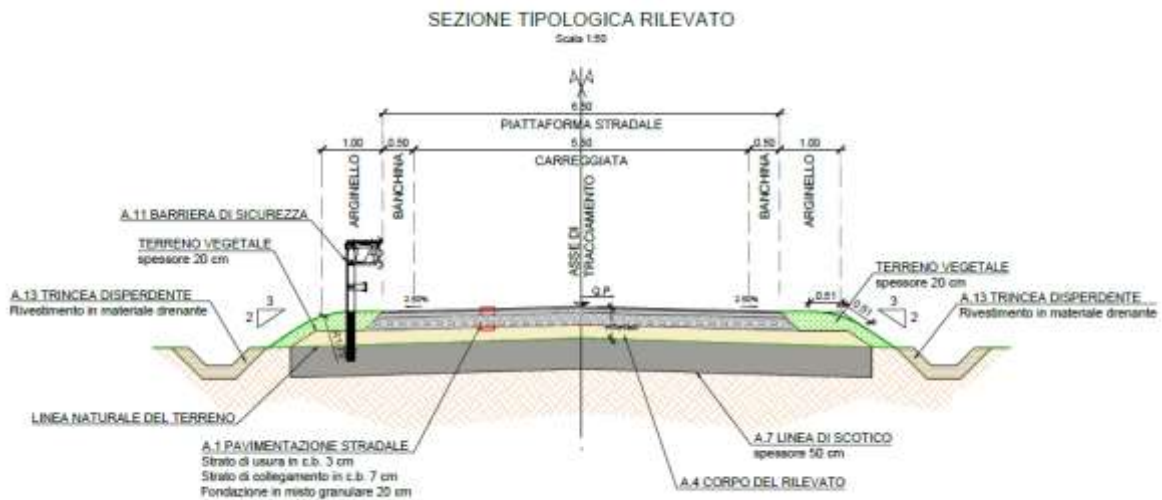 SEZIONE TIPOLOGICA RILEVATO
Scala 1:50
6.50
PIATTAFORMA STRADALE
1.00
0.50
5.50
0.50
1.00
CARREGGIATA
ARGINELLO
BANCHINA
ASSE DI
TRACCIAMENTO
BANCHINA
ARGINELLO
A.11 BARRIERA DI SICUREZZA
TERRENO VEGETALE
spessore 20 cm
A.13 TRINCEA DISPERDENTE
Rivestimento in materiale drenante
3
2
2.50%
Q.P.
2.50%
0.51
0.51
3
2
TERRENO VEGETALE
spessore 20 cm
A.13 TRINCEA DISPERDENTE
Rivestimento in materiale drenante
LINEA NATURALE DEL TERRENO
A.1 PAVIMENTAZIONE STRADALE
Strato di usura in c.b. 3 cm
Strato di collegamento in c.b. 7 cm
Fondazione in misto granulare 20 cm
A.7 LINEA DI SCOTICO
spessore 50 cm
A.4 CORPO DEL RILEVATO